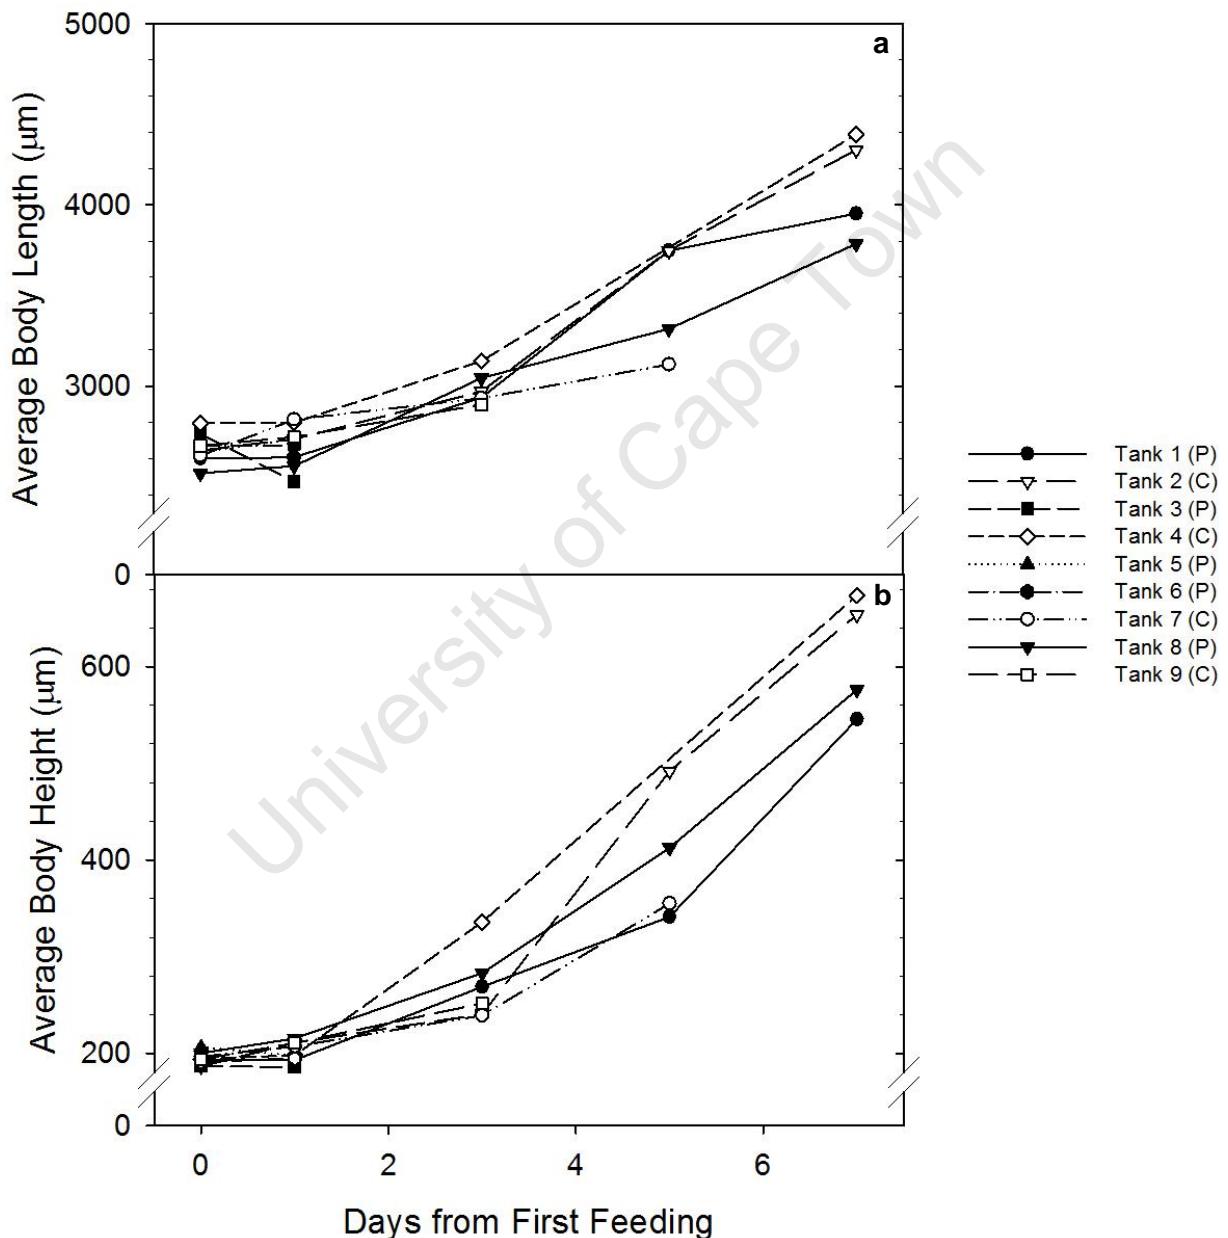 5000
a
4000
3000
0
Average Body Length (μm)
b
600
400
200
0
Average Body Height (μm)
0 2 4 6
Days from First Feeding
Tank 1 (P)
Tank 2 (C)
Tank 3 (P)
Tank 4 (C)
Tank 5 (P)
Tank 6 (P)
Tank 7 (C)
Tank 8 (P)
Tank 9 (C)
University of Cape Town